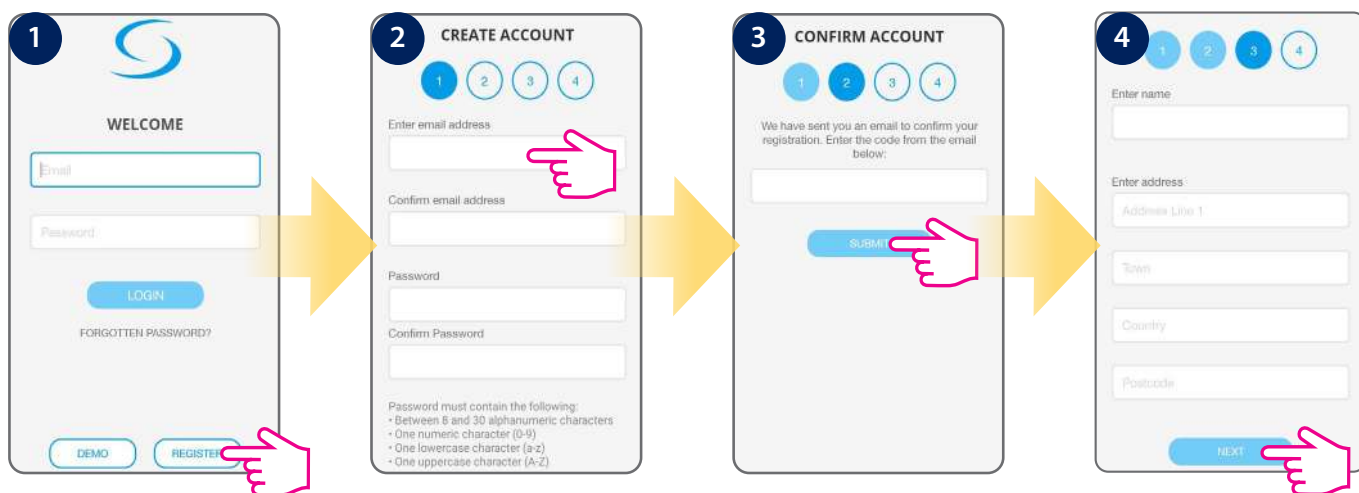 1
WELCOME
Email
Password
LOGIN
FORGOTTEN PASSWORD?
DEMO
REGISTER
2
CREATE ACCOUNT
1 2 3 4
Enter email address
Confirm email address
Password
Confirm Password
Password must contain the following:
• Between 8 and 30 alphanumeric characters
• One numeric character (0-9)
• One lowercase character (a-z)
• One uppercase character (A-Z)
3
CONFIRM ACCOUNT
1 2 3 4
We have sent you an email to confirm your
registration. Enter the code from the email
below:
SUBMIT
4
1 2 3 4
Enter name
Enter address
Address Line 1
Town
Country
Postcode
NEXT